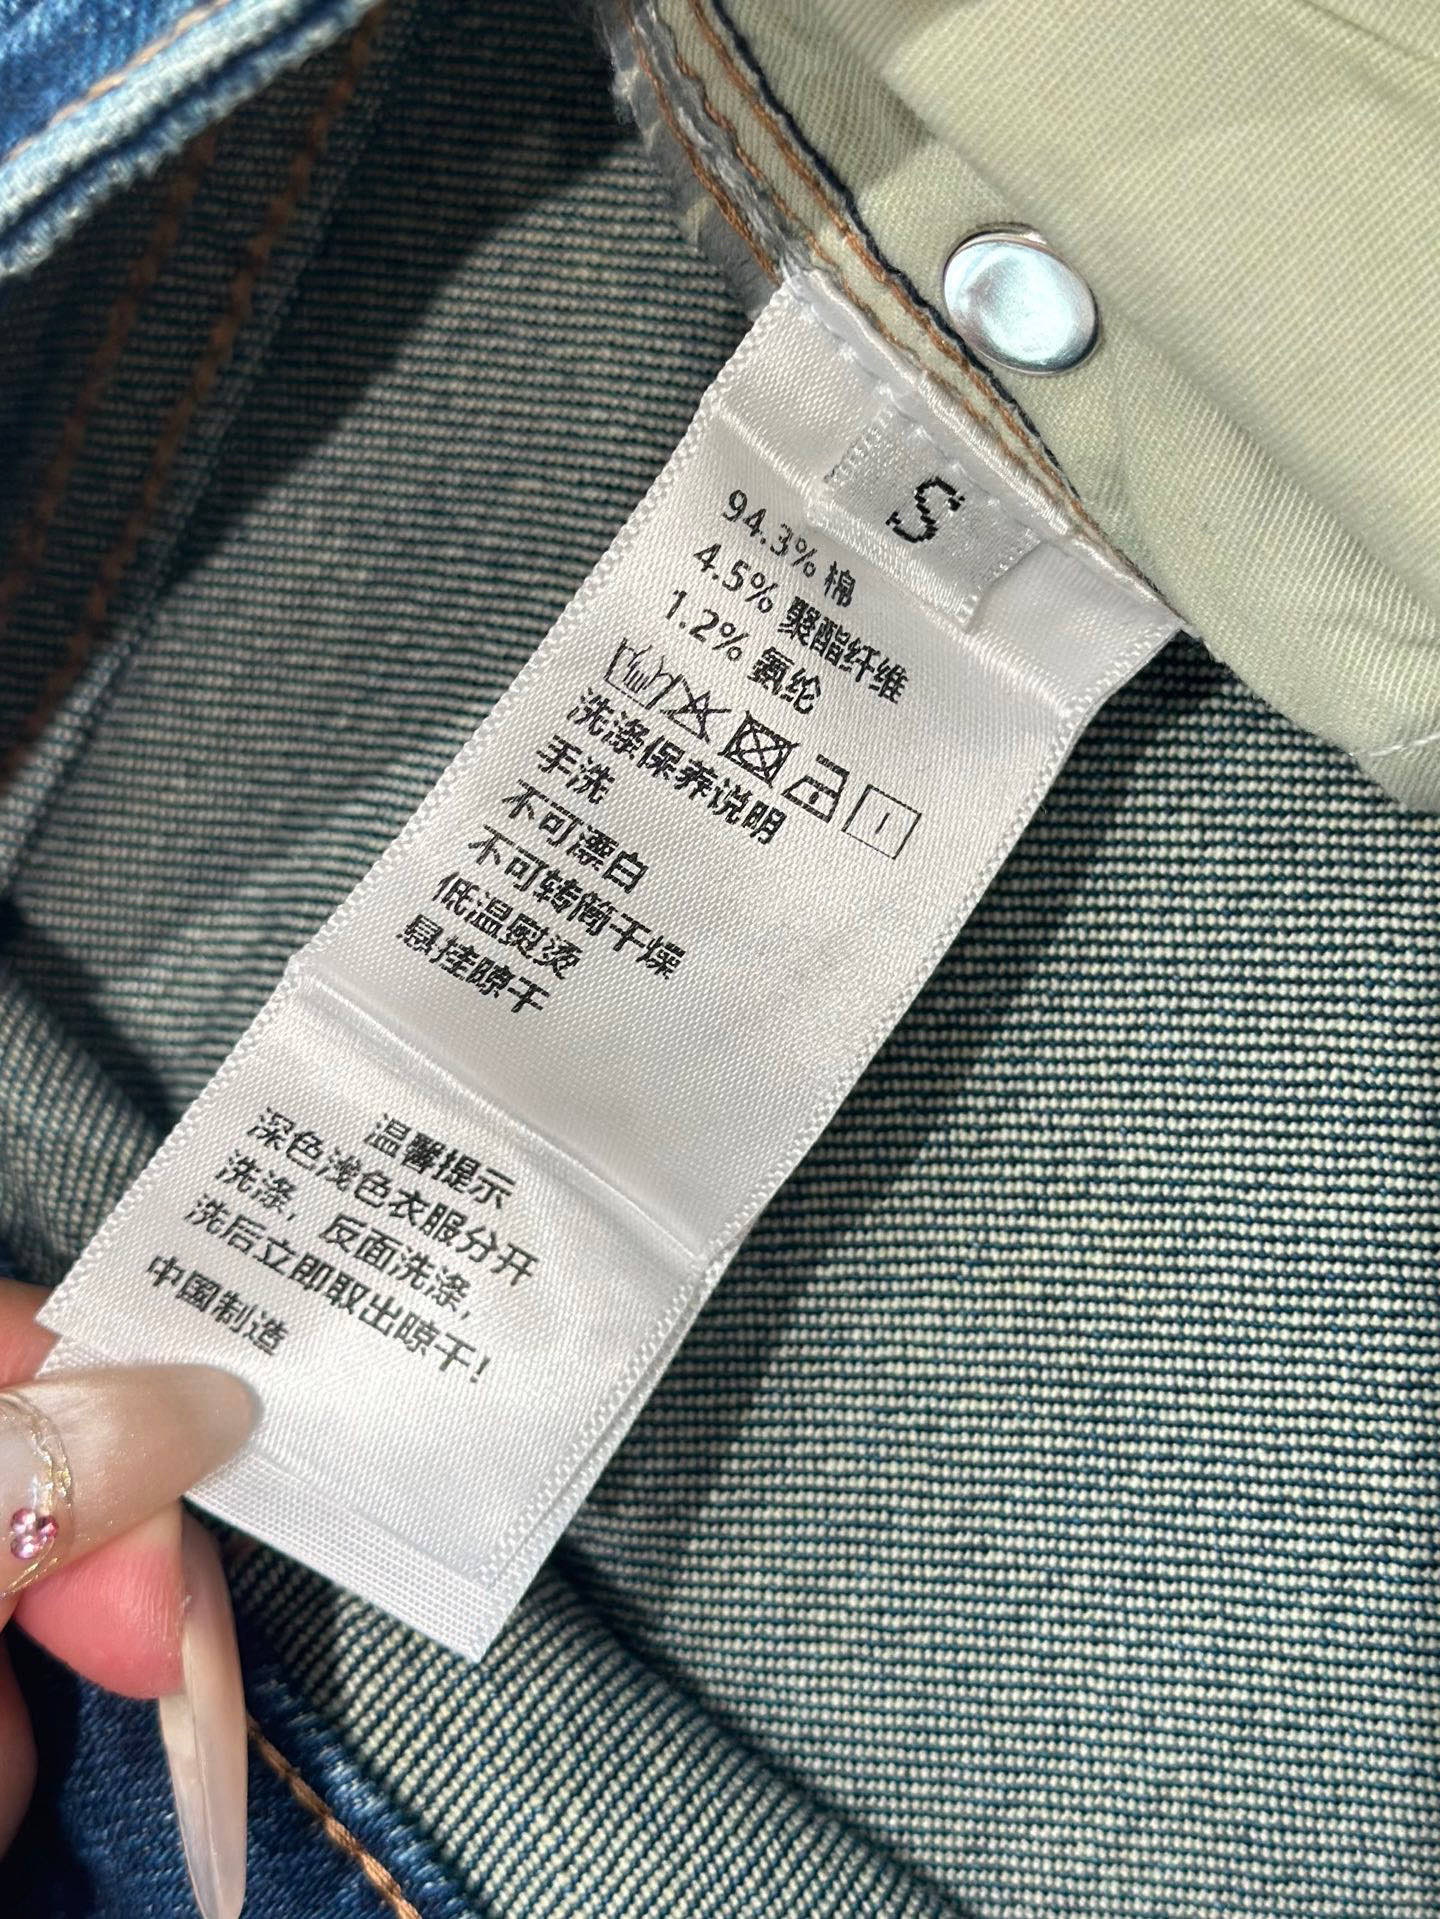 S
94.3% 棉
4.5% 聚酯纤维
1.2% 氨纶
洗涤保养说明
手洗
不可漂白
不可转筒干燥
低温熨烫
悬挂晾干
温馨提示
深色浅色衣服分开
洗涤，反面洗涤，
洗后立即取出晾干！
中国制造